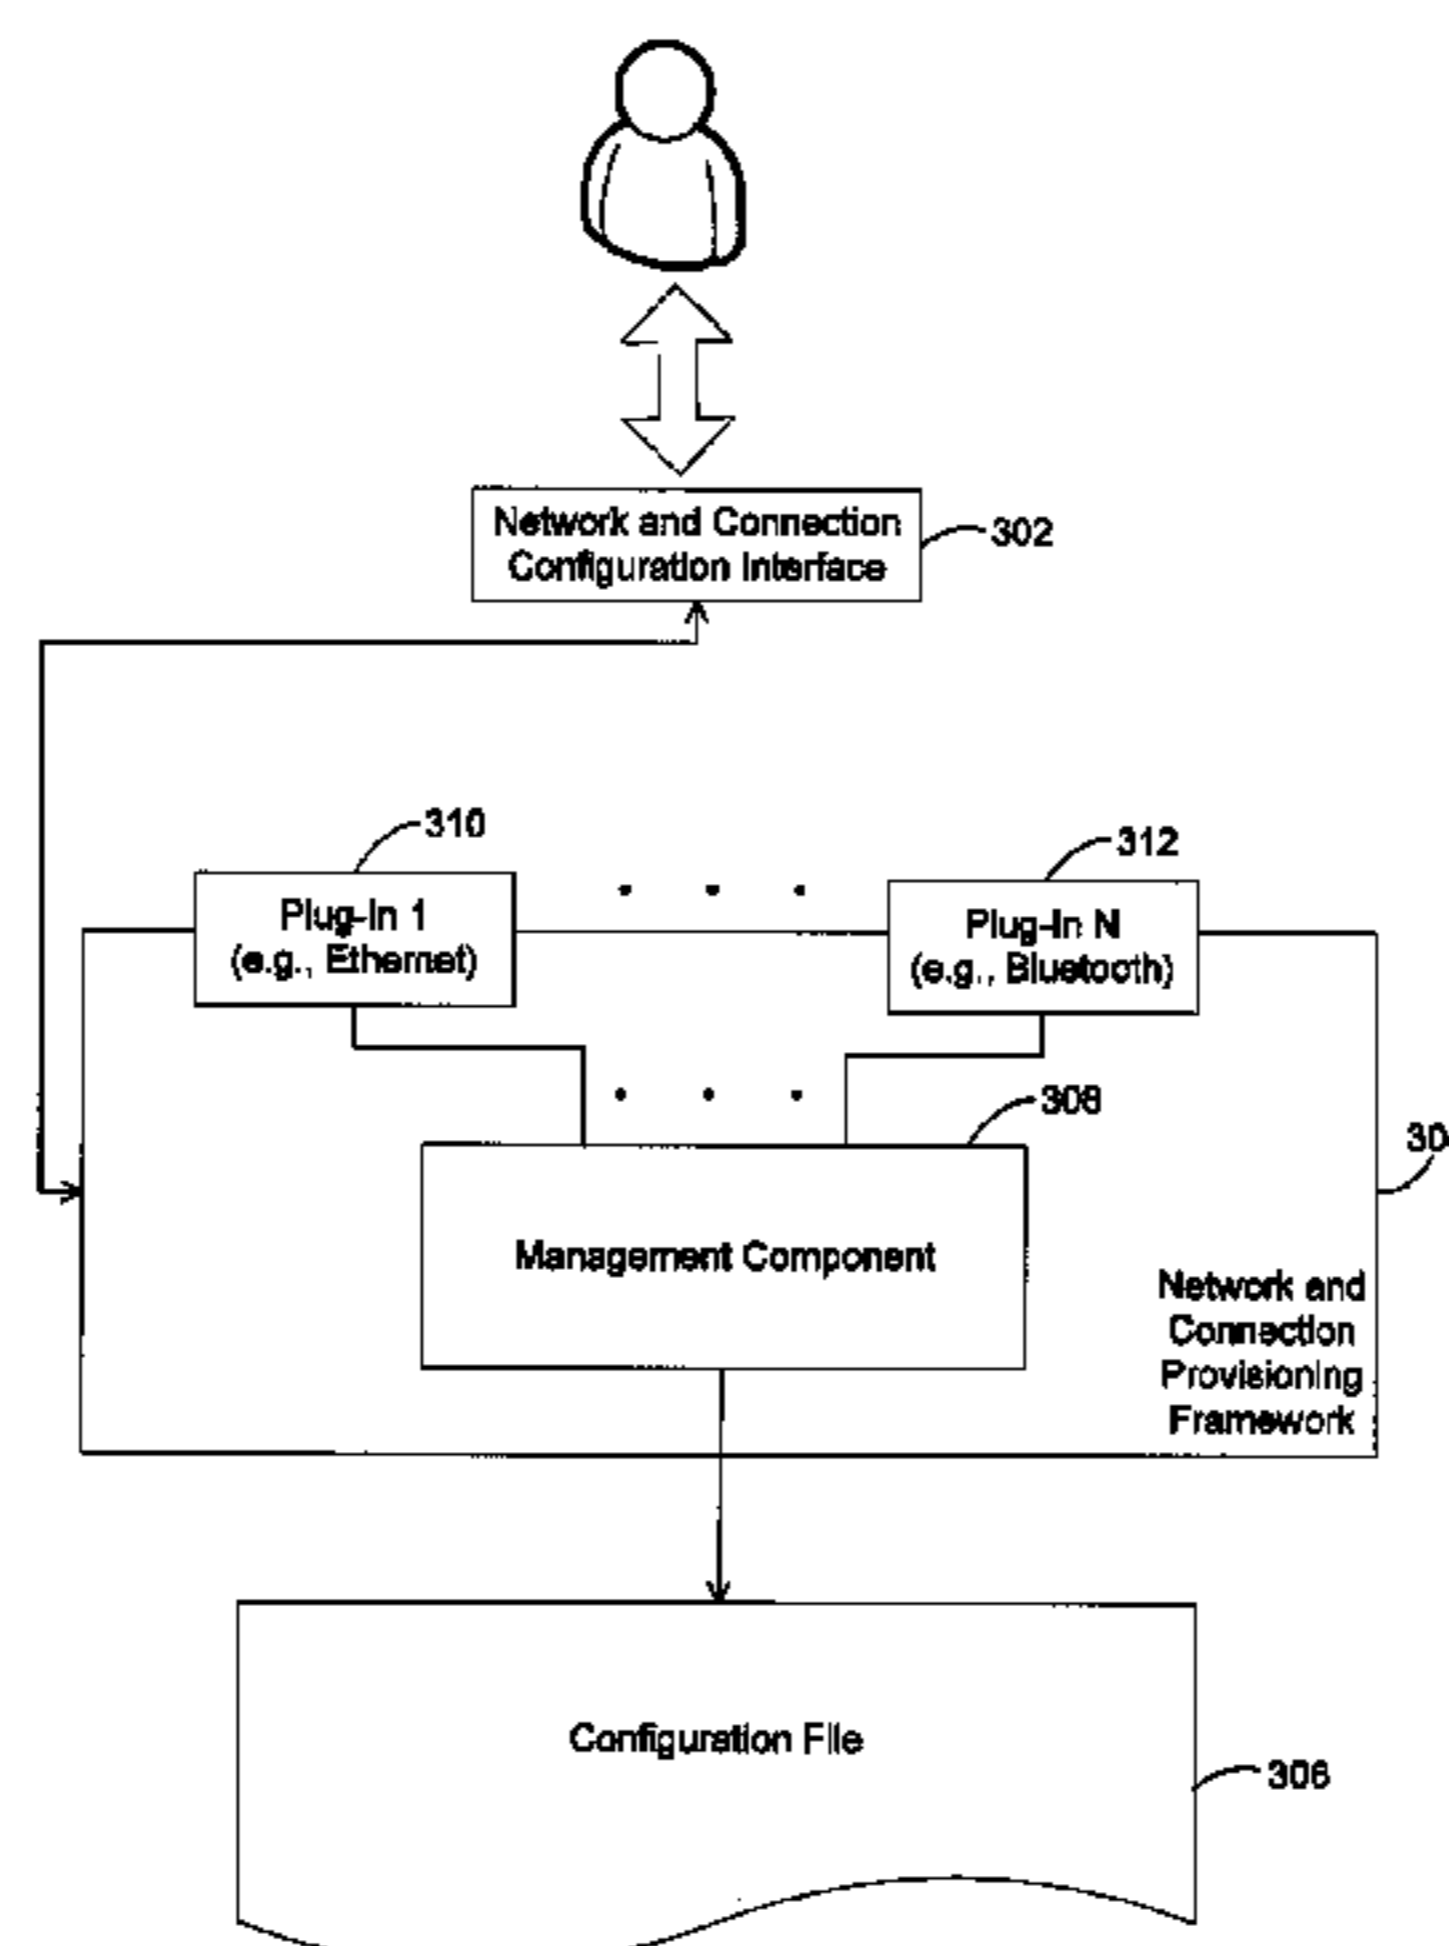 Network and Connection
Configuration Interface
302
310
312
Plug-In 1
(e.g., Ethernet)
Plug-In N
(e.g., Bluetooth)
308
30
Management Component
Network and
Connection
Provisioning
Framework
Configuration File
306